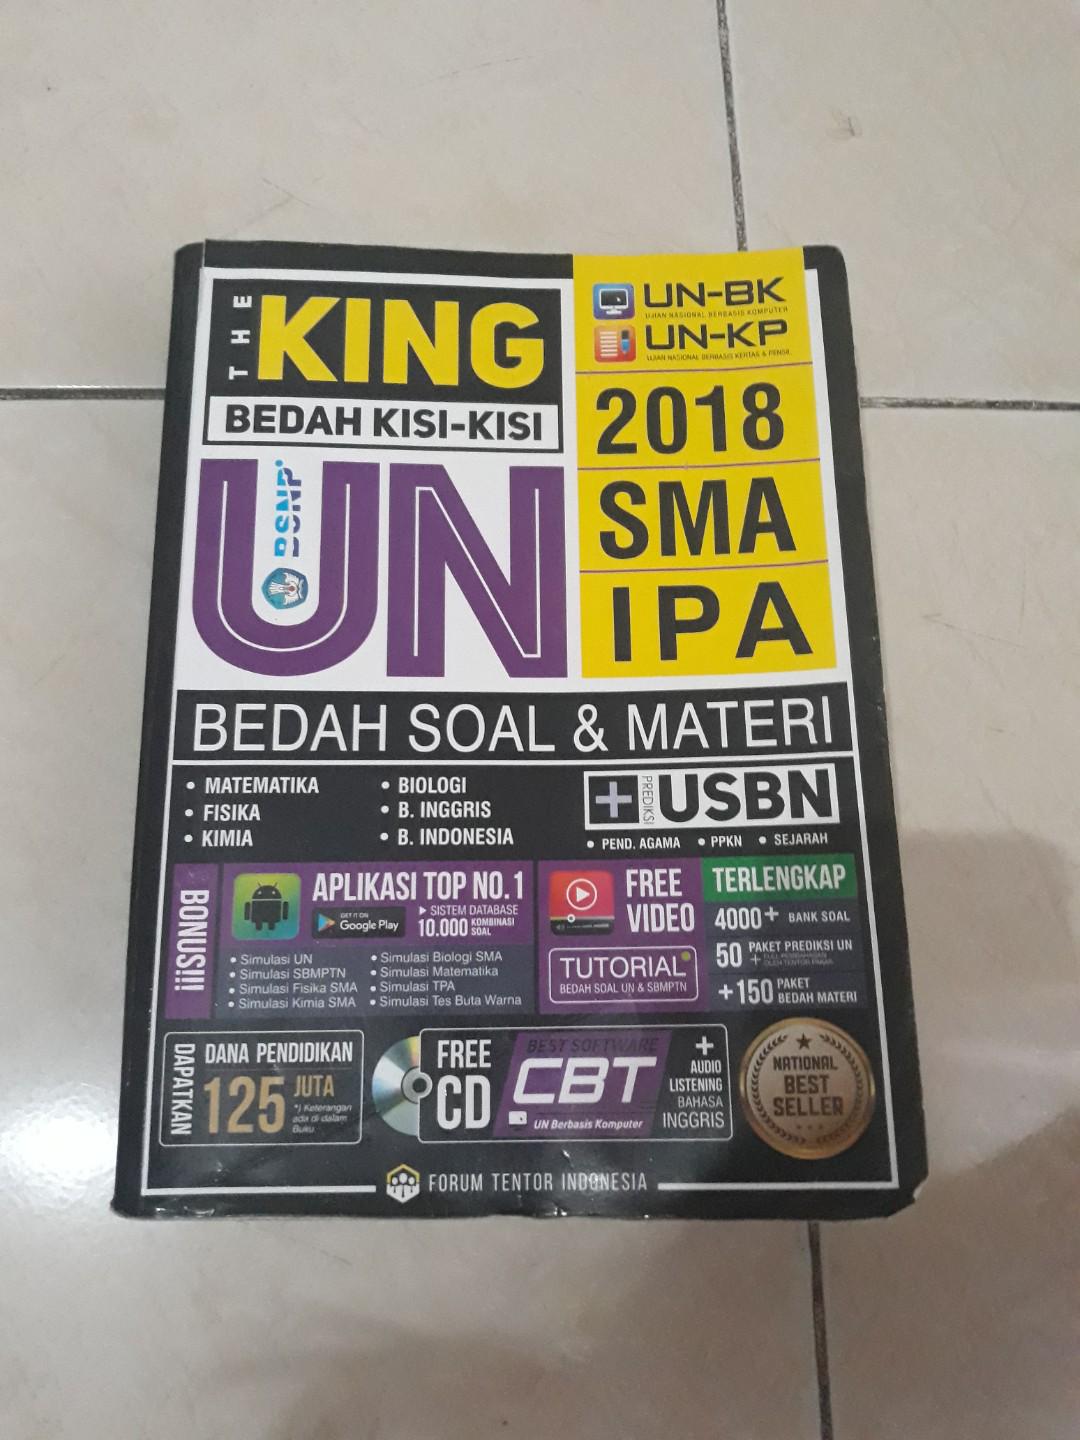 THE
KING
BEDAH KISI-KISI
UN
BSNP
UN-BK
UJIAN NASIONAL BERBASIS KOMPUTER
UN-KP
UJIAN NASIONAL BERBASIS KERTAS & PENSIL
2018
SMA
IPA
BEDAH SOAL & MATERI
• MATEMATIKA
• FISIKA
• KIMIA
• BIOLOGI
• B. INGGRIS
• B. INDONESIA
+ PREDIKSI USBN
• PEND. AGAMA • PPKN • SEJARAH
BONUS!!!
APLIKASI TOP NO.1
GET IT ON
Google Play
SISTEM DATABASE
10.000 KOMBINASI SOAL
• Simulasi UN
• Simulasi SBMPTN
• Simulasi Fisika SMA
• Simulasi Kimia SMA
• Simulasi Biologi SMA
• Simulasi Matematika
• Simulasi TPA
• Simulasi Tes Buta Warna
FREE
VIDEO
TUTORIAL
BEDAH SOAL UN & SBMPTN
TERLENGKAP
4000+ BANK SOAL
50+ PAKET PREDIKSI UN
+150 PAKET
BEDAH MATERI
DAPATKAN
DANA PENDIDIKAN
125 JUTA
*) Keterangan
ada di dalam
Buku
FREE
CD
BEST SOFTWARE
CBT
UN Berbasis Komputer
+
AUDIO
LISTENING
BAHASA
INGGRIS
NATIONAL
BEST
SELLER
FORUM TENTOR INDONESIA